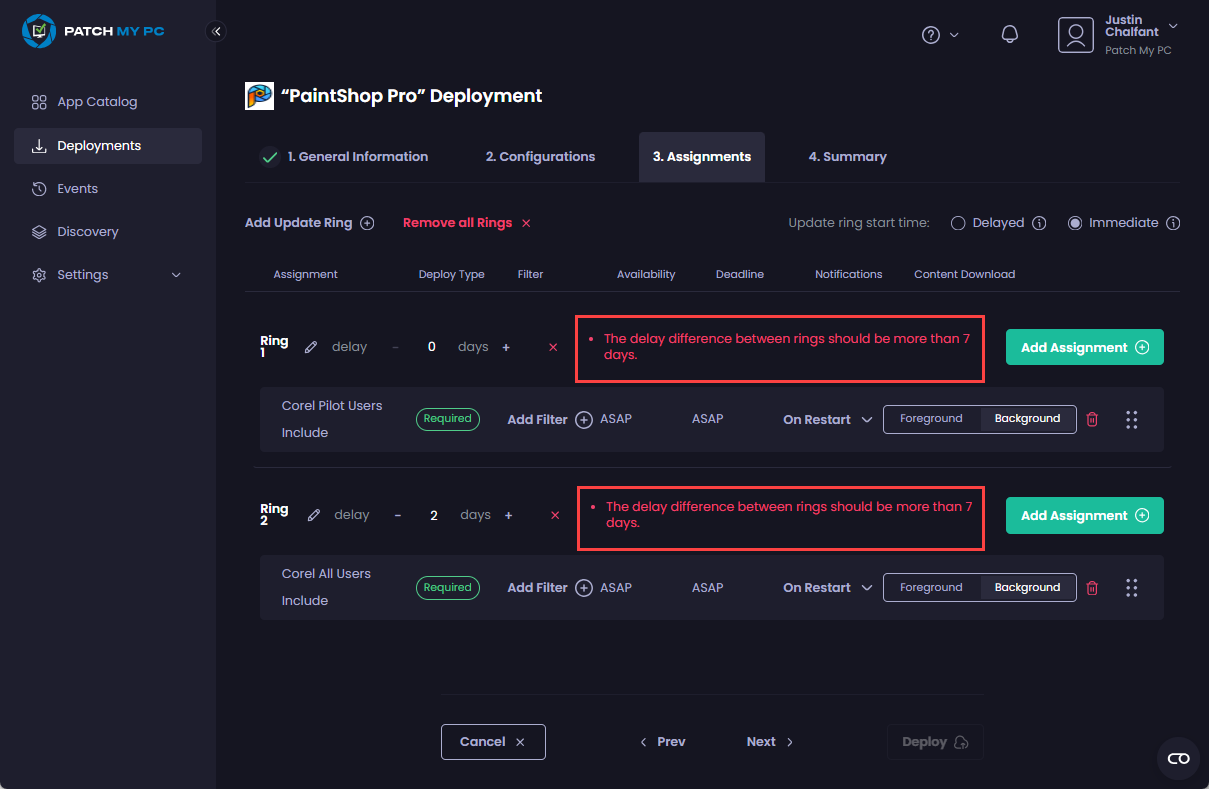 PATCH MY PC
Justin
Chalfant
Patch My PC
App Catalog
Deployments
Events
Discovery
Settings
“PaintShop Pro” Deployment
1. General Information
2. Configurations
3. Assignments
4. Summary
Add Update Ring
Remove all Rings
Update ring start time:
Delayed
Immediate
Assignment
Deploy Type
Filter
Availability
Deadline
Notifications
Content Download
Ring
1
delay
-
0
days
+
• The delay difference between rings should be more than 7
days.
Add Assignment
Corel Pilot Users
Include
Required
Add Filter
ASAP
ASAP
On Restart
Foreground
Background
Ring
2
delay
-
2
days
+
• The delay difference between rings should be more than 7
days.
Add Assignment
Corel All Users
Include
Required
Add Filter
ASAP
ASAP
On Restart
Foreground
Background
Cancel
Prev
Next
Deploy